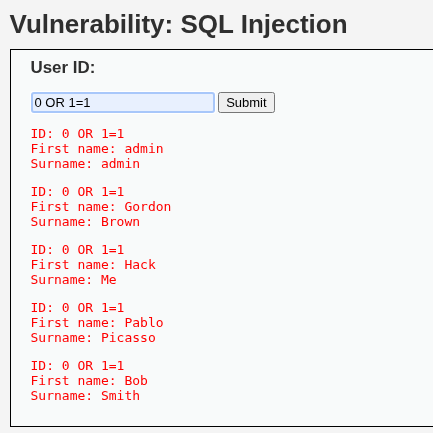 Vulnerability: SQL Injection
User ID:
0 OR 1=1 Submit
ID: 0 OR 1=1
First name: admin
Surname: admin
ID: 0 OR 1=1
First name: Gordon
Surname: Brown
ID: 0 OR 1=1
First name: Hack
Surname: Me
ID: 0 OR 1=1
First name: Pablo
Surname: Picasso
ID: 0 OR 1=1
First name: Bob
Surname: Smith